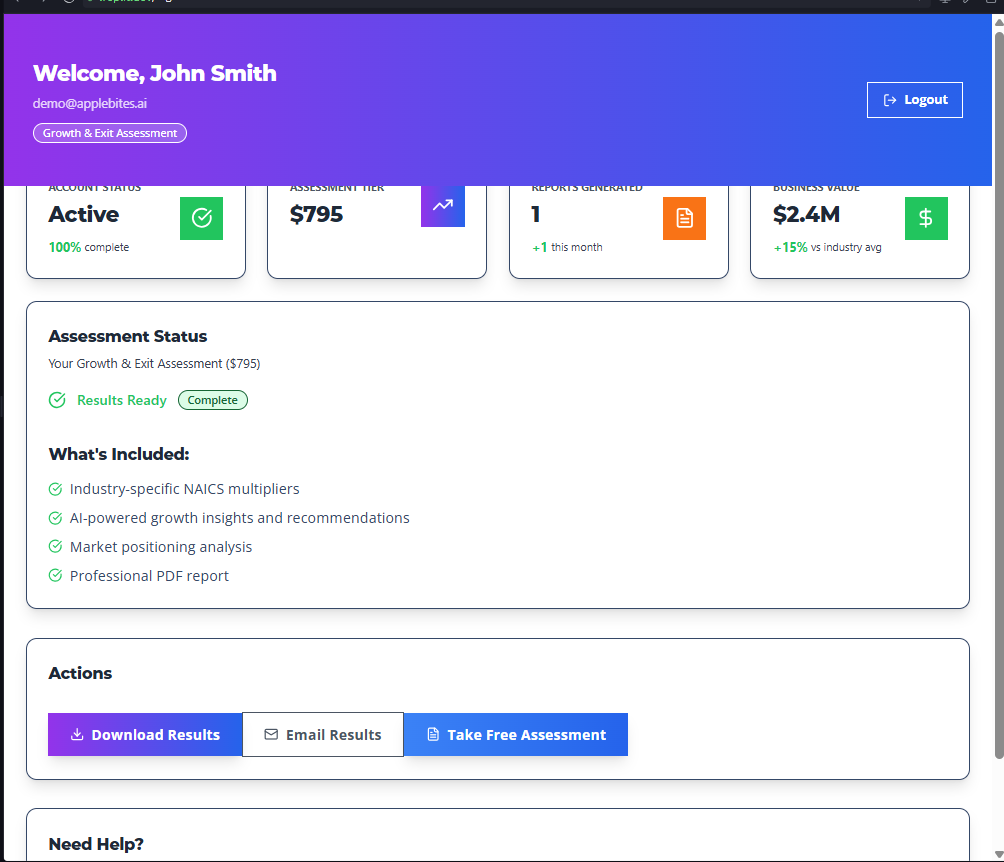 Welcome, John Smith
demo@applebites.ai
Logout
Growth & Exit Assessment
ACCOUNT STATUS
Active
100% complete
ASSESSMENT TIER
$795
REPORTS GENERATED
1
+1 this month
BUSINESS VALUE
$2.4M
+15% vs industry avg
Assessment Status
Your Growth & Exit Assessment ($795)
Results Ready Complete
What's Included:
Industry-specific NAICS multipliers
AI-powered growth insights and recommendations
Market positioning analysis
Professional PDF report
Actions
Download Results Email Results Take Free Assessment
Need Help?